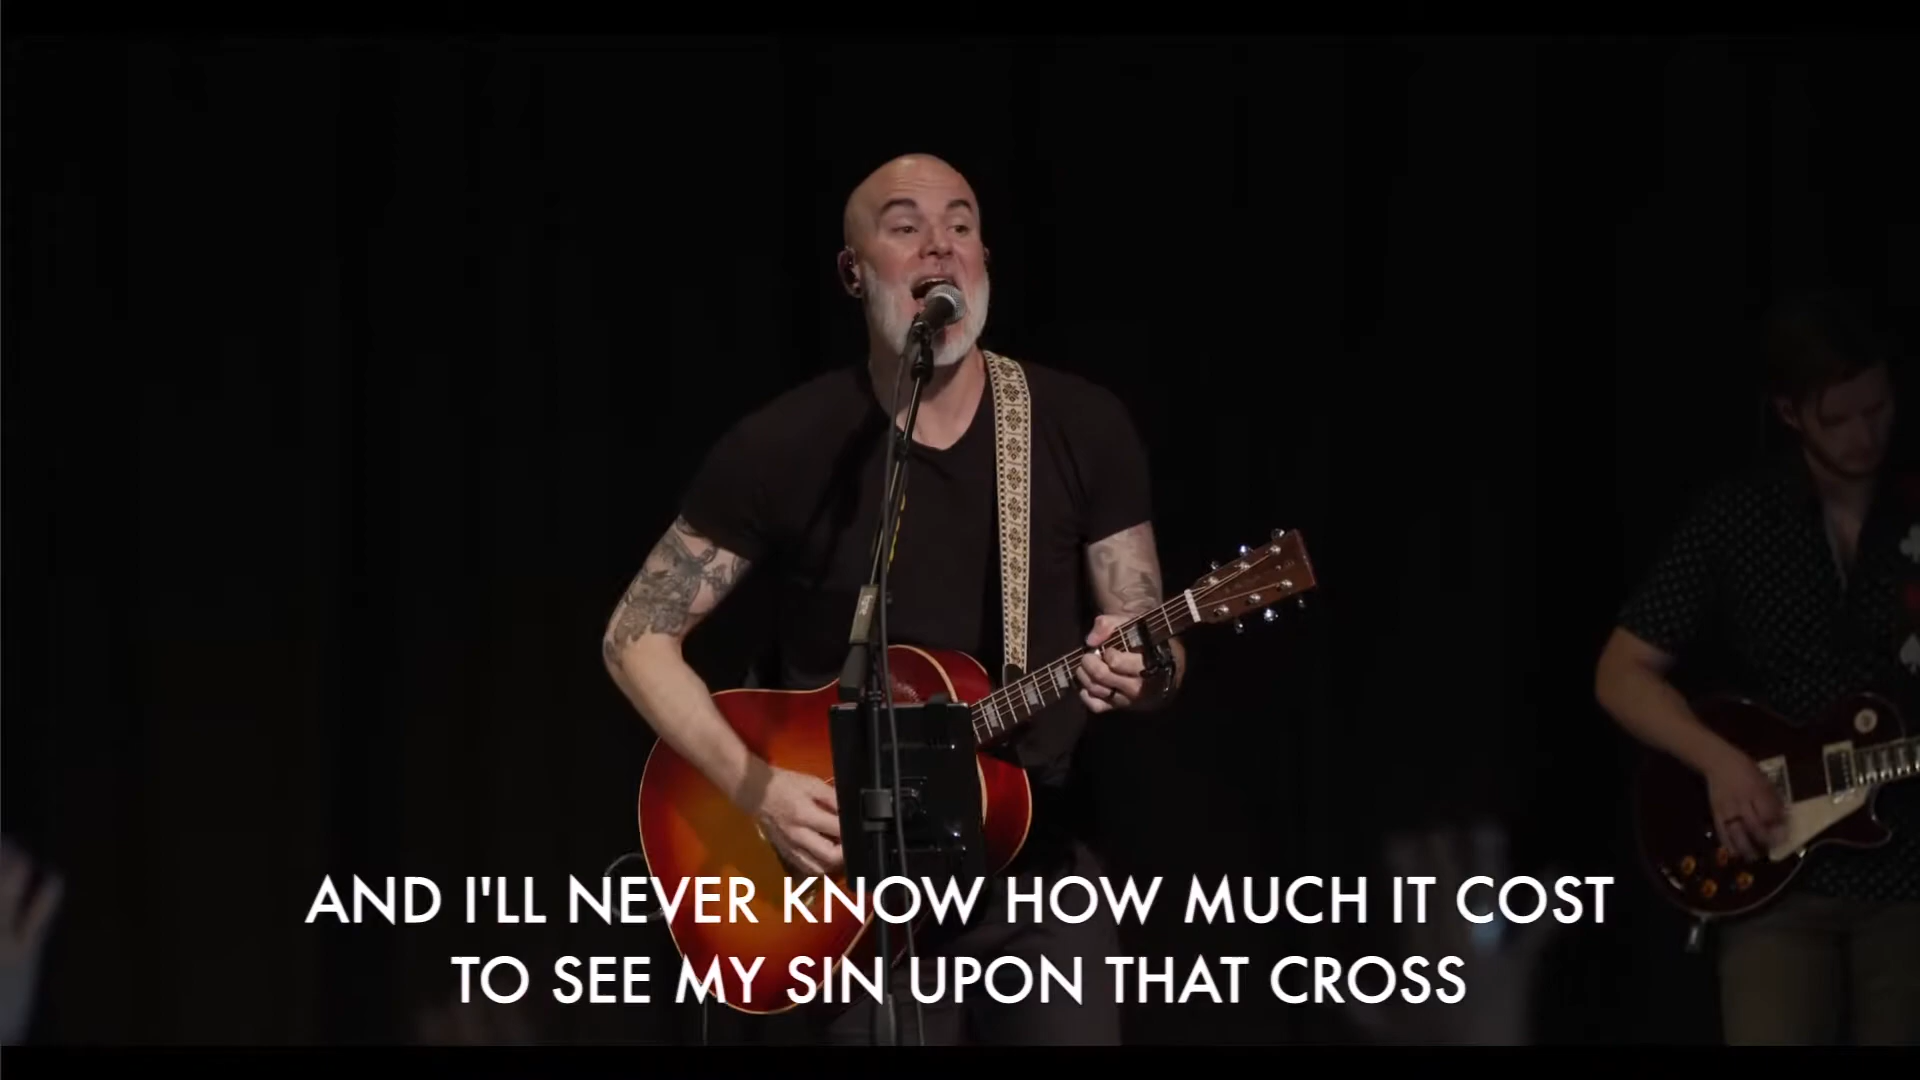 AND I'LL NEVER KNOW HOW MUCH IT COST
TO SEE MY SIN UPON THAT CROSS